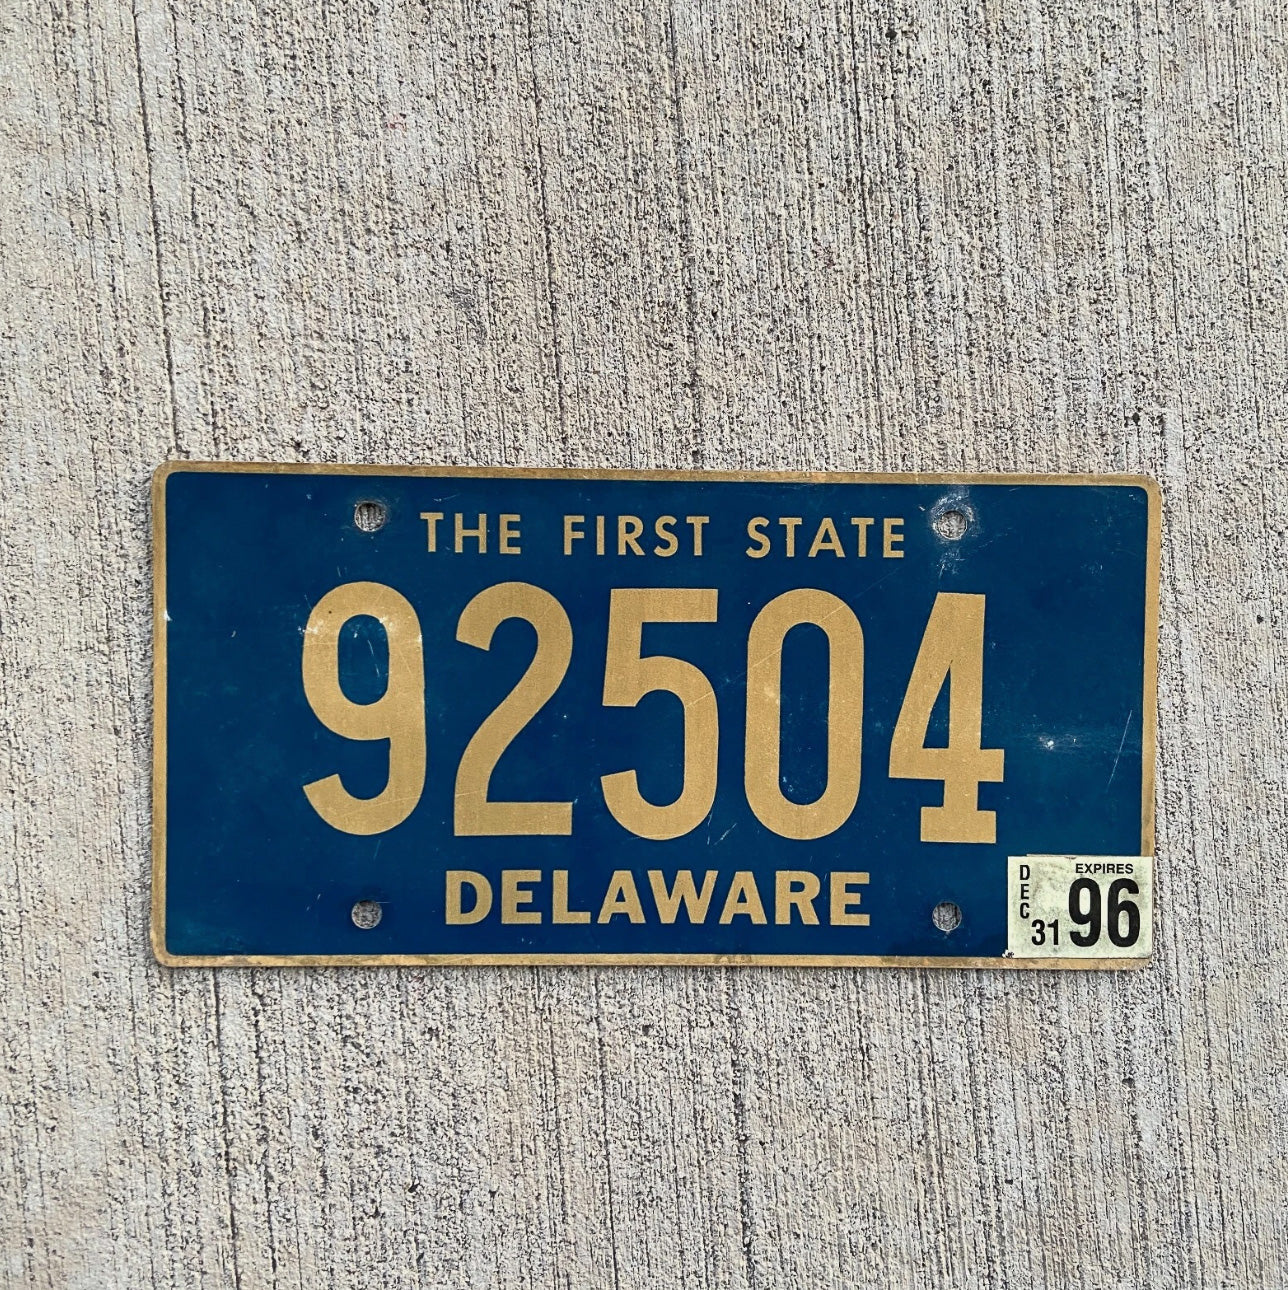 THE FIRST STATE
92504
DELAWARE
DEC
EXPIRES
31 96